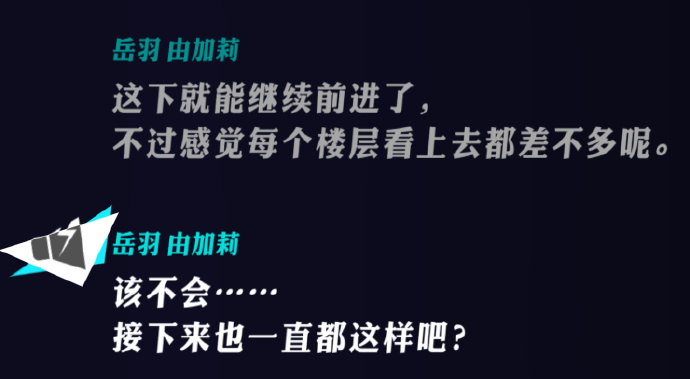 岳羽 由加莉
这下就能继续前进了，
不过感觉每个楼层看上去都差不多呢。
岳羽 由加莉
该不会……
接下来也一直都这样吧？